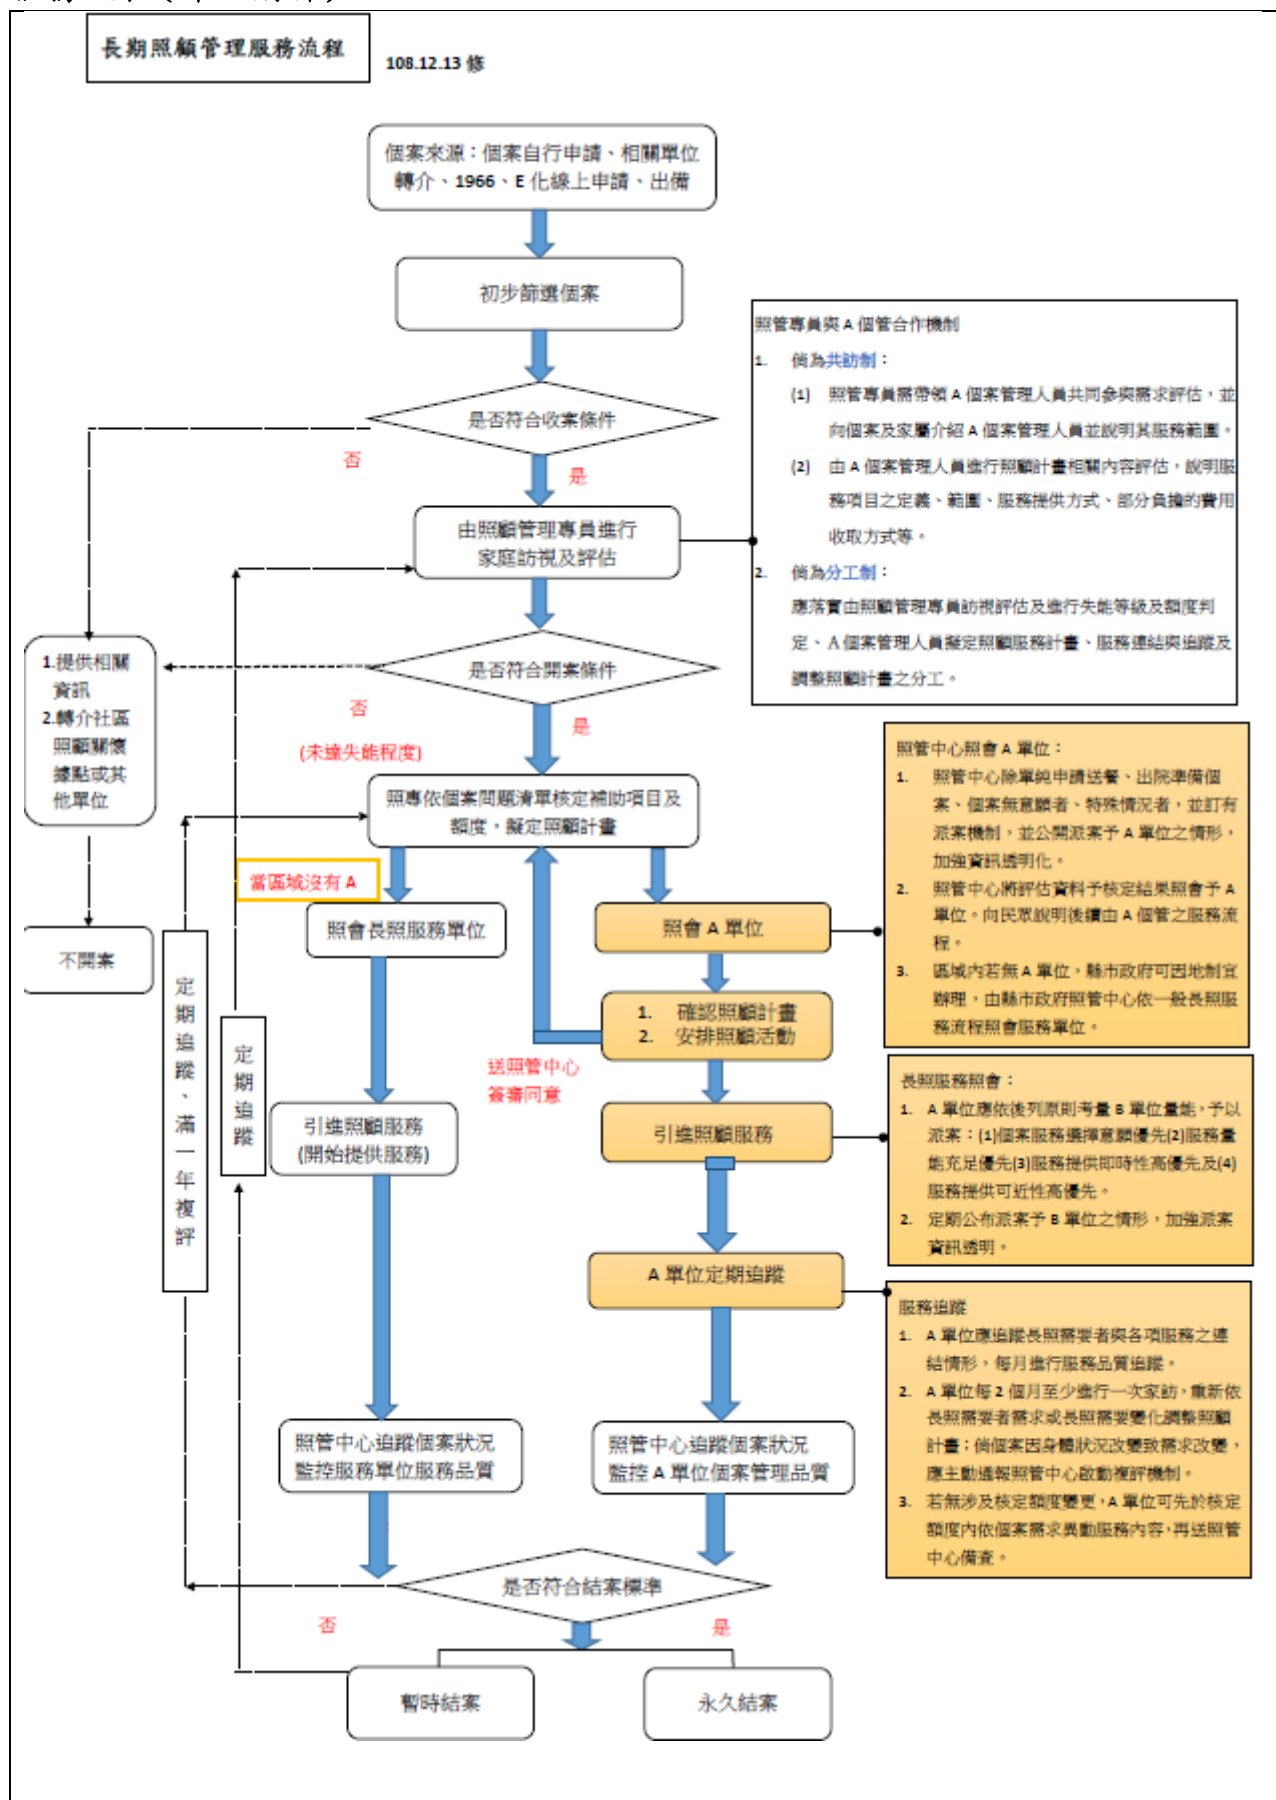 長期照顧管理服務流程
108.12.13 修
個案來源：個案自行申請、相關單位
轉介、1966、E 化線上申請、出備
初步篩選個案
是否符合收案條件
否
是
由照顧管理專員進行
家庭訪視及評估
照管專員與 A 個管合作機制
1. 倘為共訪制：
(1) 照管專員需帶領 A 個案管理人員共同參與需求評估，並
向個案及家屬介紹 A 個案管理人員並說明其服務範圍。
(2) 由 A 個案管理人員進行照顧計畫相關內容評估，說明服
務項目之定義、範圍、服務提供方式、部分負擔的費用
收取方式等。
2. 倘為分工制：
應落實由照顧管理專員訪視評估及進行失能等級及額度判
定、A 個案管理人員擬定照顧服務計畫、服務連結與追蹤及
調整照顧計畫之分工。
是否符合開案條件
否
(未達失能程度)
是
1.提供相關
資訊
2.轉介社區
照顧關懷
據點或其
他單位
不開案
照專依個案問題清單核定補助項目及
額度，擬定照顧計畫
當區域沒有 A
照會長照服務單位
照會 A 單位
照管中心照會 A 單位：
1. 照管中心除單純申請送餐、出院準備個
案、個案無意願者、特殊情況者，並訂有
派案機制，並公開派案予 A 單位之情形，
加強資訊透明化。
2. 照管中心將評估資料予核定結果照會予 A
單位。向民眾說明後續由 A 個管之服務流
程。
3. 區域內若無 A 單位，縣市政府可因地制宜
辦理，由縣市政府照管中心依一般長照服
務流程照會服務單位。
1. 確認照顧計畫
2. 安排照顧活動
送照管中心
簽審同意
定期追蹤、滿一年複評
定期追蹤
引進照顧服務
(開始提供服務)
引進照顧服務
長照服務照會：
1. A 單位應依後列原則考量 B 單位量能，予以
派案：(1)個案服務選擇意願優先(2)服務量
能充足優先(3)服務提供即時性高優先及(4)
服務提供可近性高優先。
2. 定期公布派案予 B 單位之情形，加強派案
資訊透明。
A 單位定期追蹤
服務追蹤
1. A 單位應追蹤長照需要者與各項服務之連
結情形，每月進行服務品質追蹤。
2. A 單位每 2 個月至少進行一次家訪，重新依
長照需要者需求或長照需要變化調整照顧
計畫；倘個案因身體狀況改變致需求改變，
應主動通報照管中心啟動複評機制。
3. 若無涉及核定額度變更，A 單位可先於核定
額度內依個案需求異動服務內容，再送照管
中心備查。
照管中心追蹤個案狀況
監控服務單位服務品質
照管中心追蹤個案狀況
監控 A 單位個案管理品質
是否符合結案標準
否
是
暫時結案
永久結案